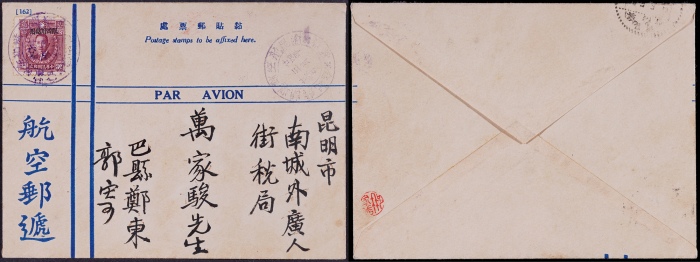 [162]
處票郵貼黏
Postage stamps to be affixed here.
PAR AVION
航空郵遞
昆明市
南城外廣人
街稅局
萬家駿先生
巴縣鄭東
郭